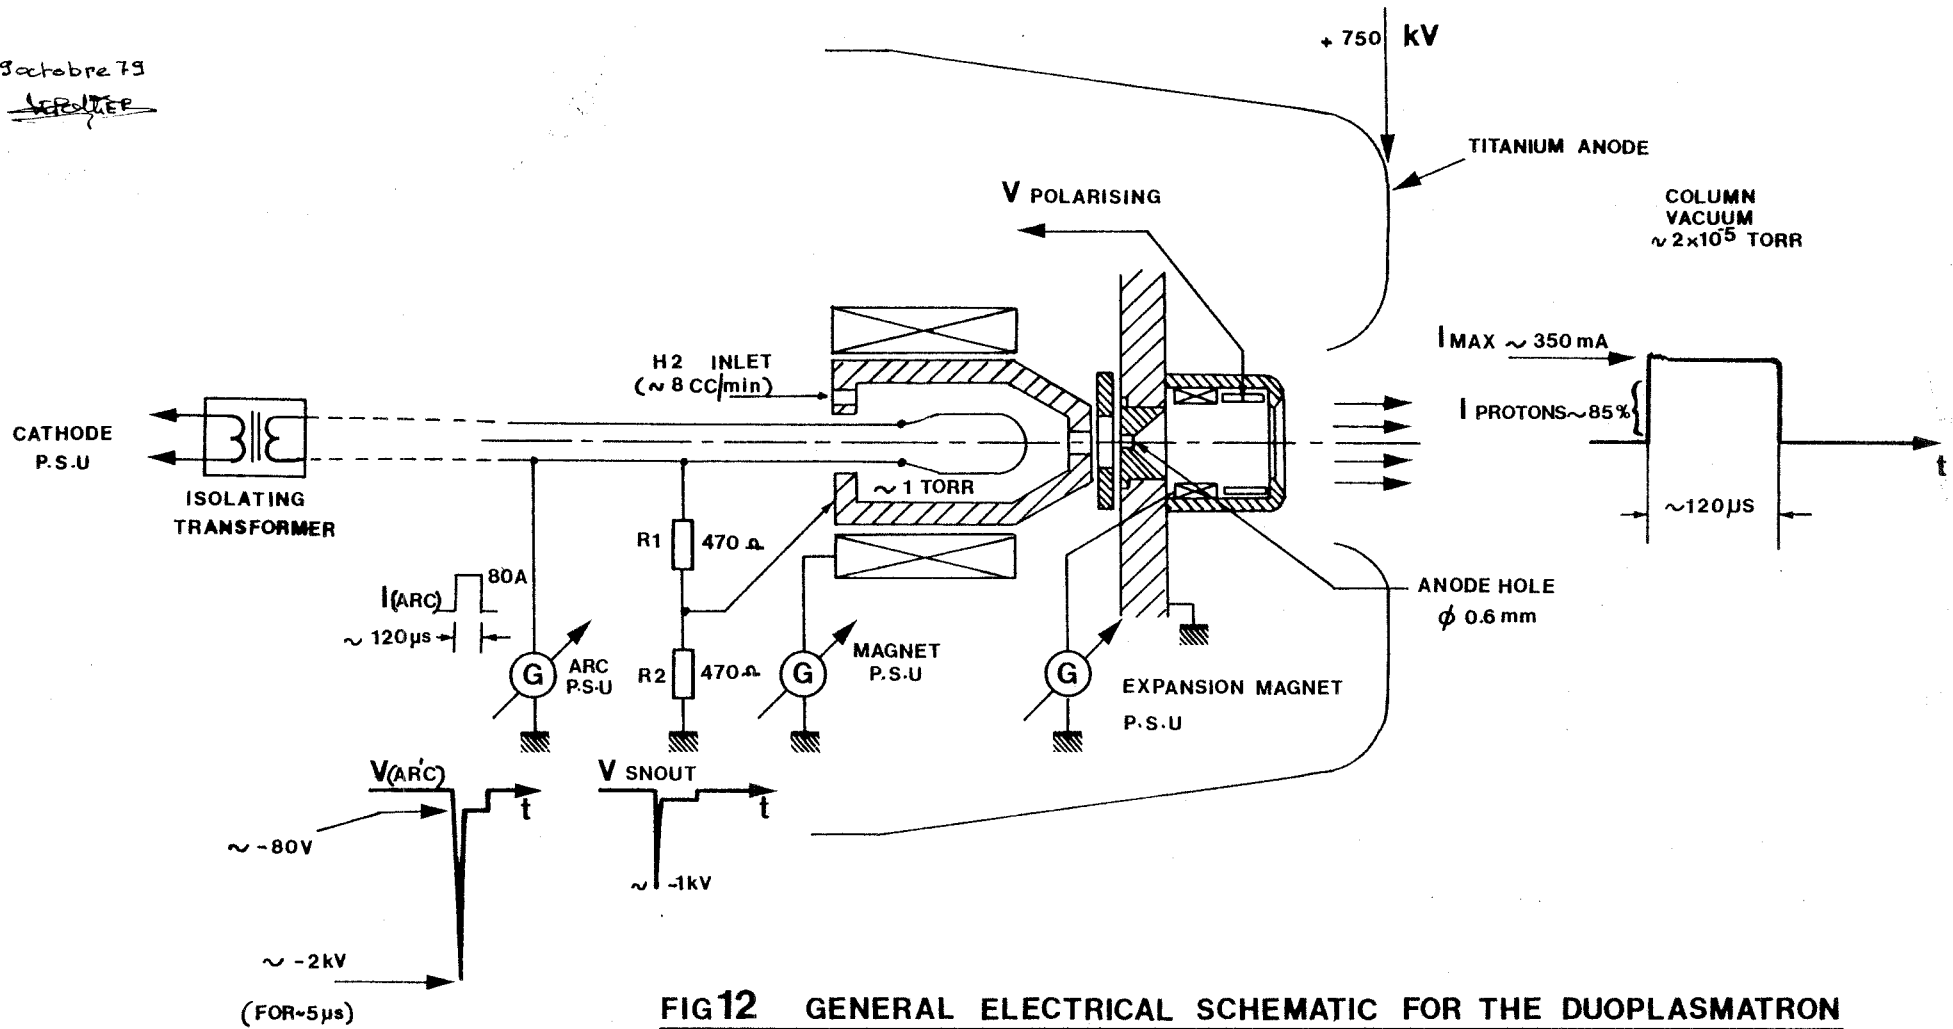 9 octobre 79
+ 750 kV
TITANIUM ANODE
V POLARISING
COLUMN
VACUUM
~ 2x10-5 TORR
I MAX ~ 350 mA
I PROTONS~85%
t
~120µS
H2 INLET
(~ 8 CC/min)
CATHODE
P.S.U
ISOLATING
TRANSFORMER
~ 1 TORR
R1 470 Ω
I(ARC)
80A
~ 120µs
G
ARC
P.S.U
R2 470Ω
G
MAGNET
P.S.U
G
EXPANSION MAGNET
P.S.U
ANODE HOLE
ϕ 0.6 mm
V(ARC)
t
~ -80V
~ -2kV
(FOR~5µs)
V SNOUT
t
~ -1kV
FIG 12 GENERAL ELECTRICAL SCHEMATIC FOR THE DUOPLASMATRON